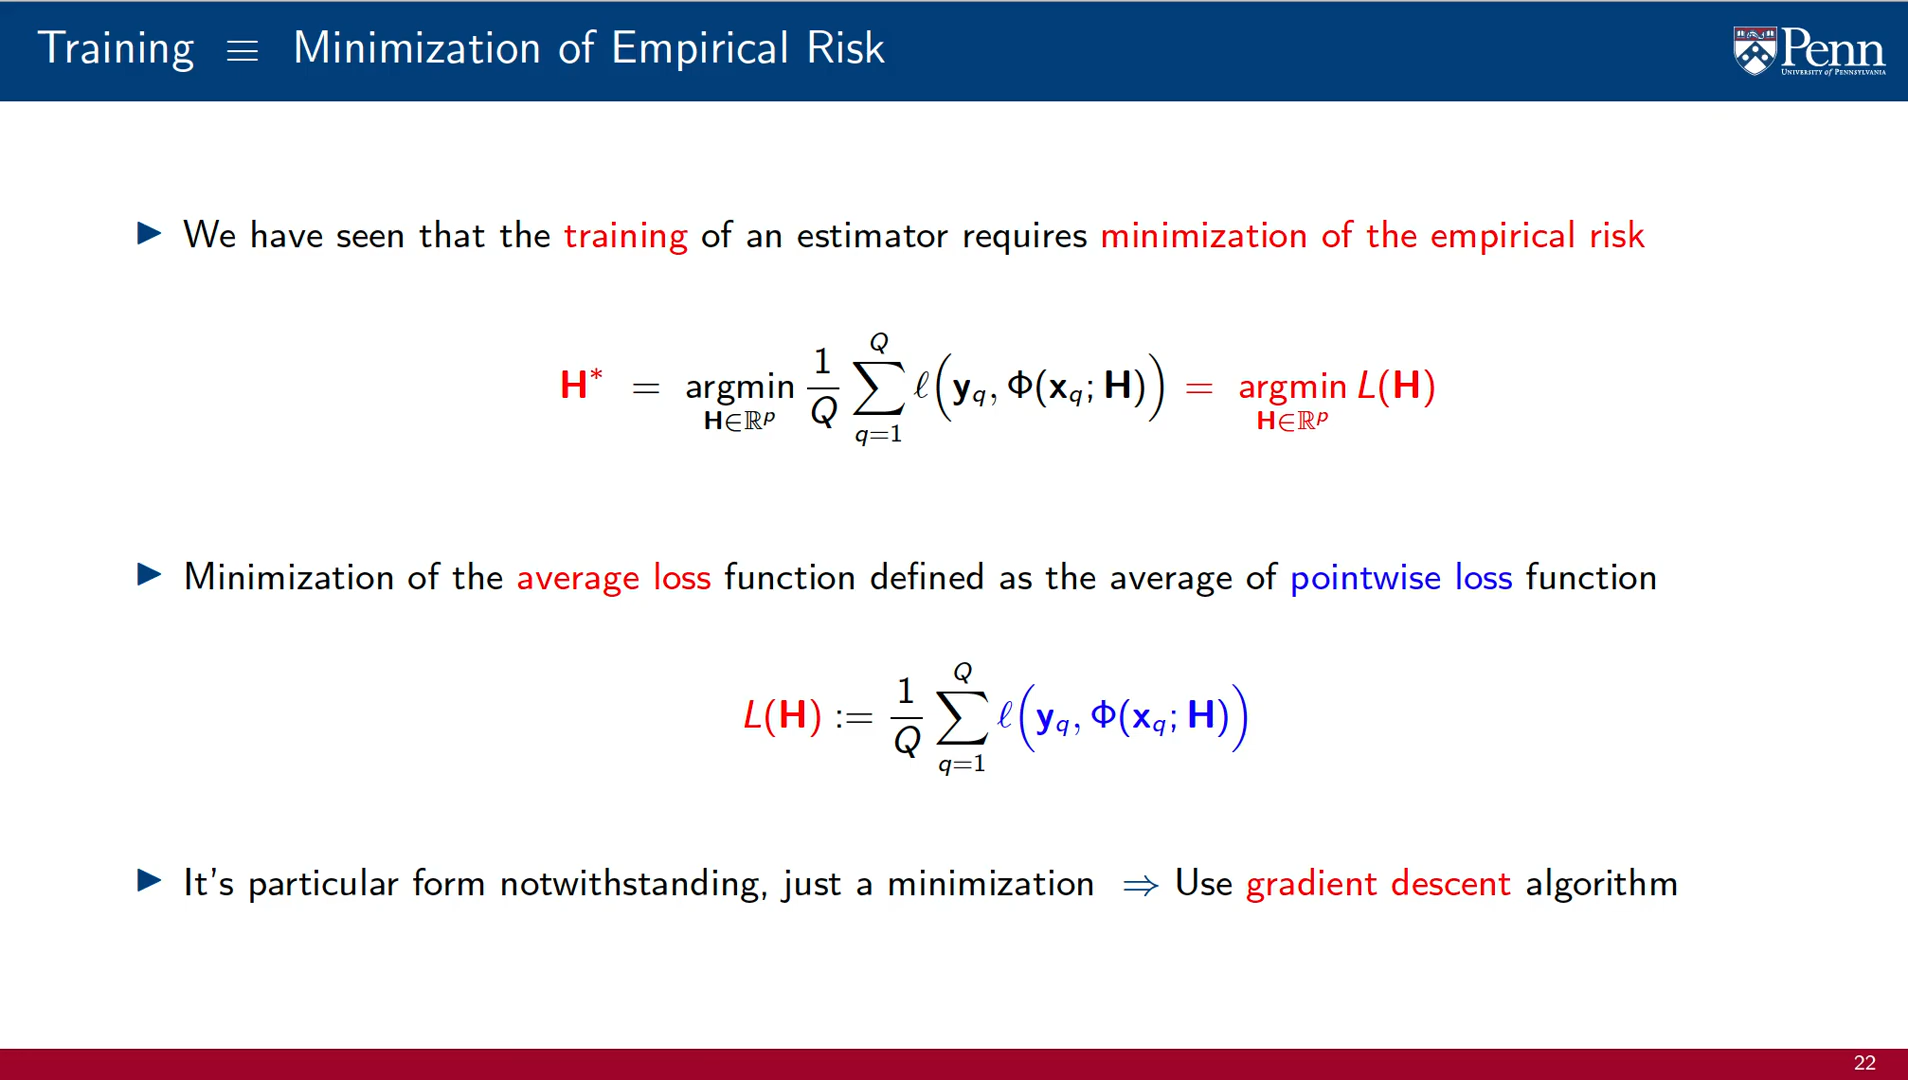 Training ≡ Minimization of Empirical Risk
Penn
UNIVERSITY of PENNSYLVANIA
▶ We have seen that the training of an estimator requires minimization of the empirical risk
H* = argmin_{H∈ℝ^p} 1/Q ∑_{q=1}^{Q} ℓ(y_q, Φ(x_q; H)) = argmin_{H∈ℝ^p} L(H)
▶ Minimization of the average loss function defined as the average of pointwise loss function
L(H) := 1/Q ∑_{q=1}^{Q} ℓ(y_q, Φ(x_q; H))
▶ It's particular form notwithstanding, just a minimization ⇒ Use gradient descent algorithm
22